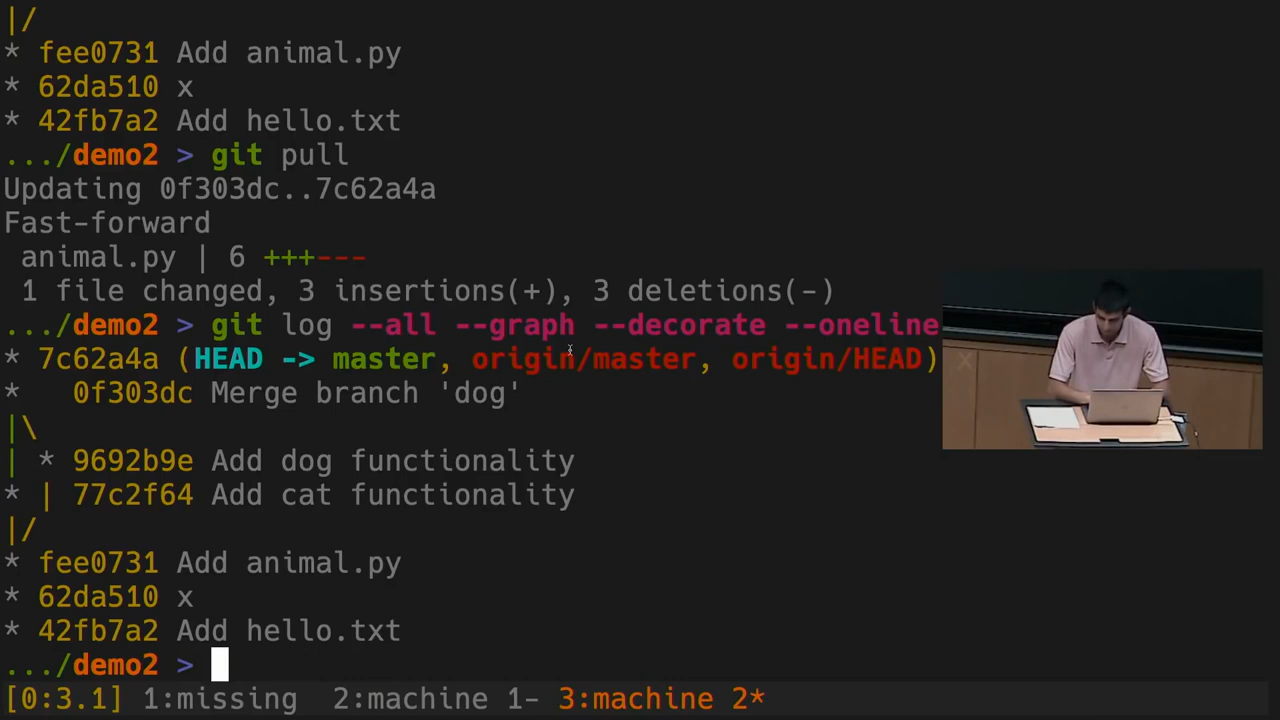 |/
* fee0731 Add animal.py
* 62da510 x
* 42fb7a2 Add hello.txt
.../demo2 > git pull
Updating 0f303dc..7c62a4a
Fast-forward
 animal.py | 6 +++---
 1 file changed, 3 insertions(+), 3 deletions(-)
.../demo2 > git log --all --graph --decorate --oneline
* 7c62a4a (HEAD -> master, origin/master, origin/HEAD) x
*   0f303dc Merge branch 'dog'
|\
| * 9692b9e Add dog functionality
* | 77c2f64 Add cat functionality
|/
* fee0731 Add animal.py
* 62da510 x
* 42fb7a2 Add hello.txt
.../demo2 >
[0:3.1] 1:missing  2:machine 1- 3:machine 2*